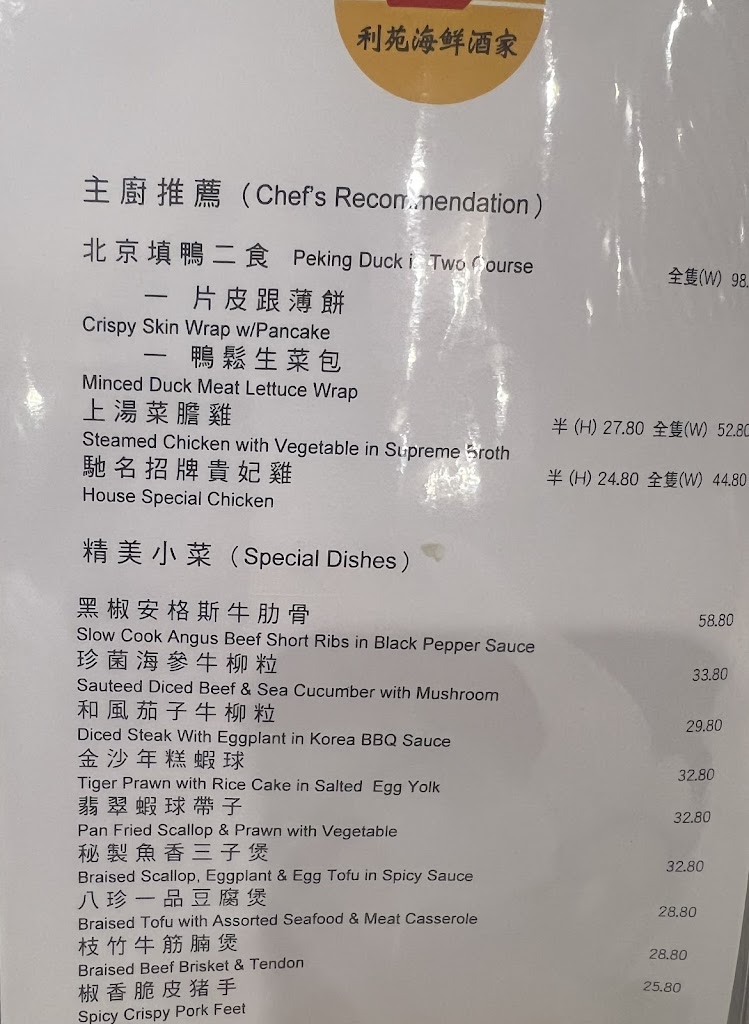 利苑海鲜酒家
主廚推薦 (Chef's Recommendation)
北京填鴨二食 Peking Duck in Two Course 全隻(W) 98.
一 片皮跟薄餅
Crispy Skin Wrap w/Pancake
一 鴨鬆生菜包
Minced Duck Meat Lettuce Wrap
上湯菜膽雞 半 (H) 27.80 全隻(W) 52.80
Steamed Chicken with Vegetable in Supreme Broth
馳名招牌貴妃雞 半 (H) 24.80 全隻(W) 44.80
House Special Chicken
精美小菜 (Special Dishes)
黑椒安格斯牛肋骨 58.80
Slow Cook Angus Beef Short Ribs in Black Pepper Sauce
珍菌海參牛柳粒 33.80
Sauteed Diced Beef & Sea Cucumber with Mushroom
和風茄子牛柳粒 29.80
Diced Steak With Eggplant in Korea BBQ Sauce
金沙年糕蝦球 32.80
Tiger Prawn with Rice Cake in Salted Egg Yolk
翡翠蝦球帶子 32.80
Pan Fried Scallop & Prawn with Vegetable
秘製魚香三子煲 32.80
Braised Scallop, Eggplant & Egg Tofu in Spicy Sauce
八珍一品豆腐煲 28.80
Braised Tofu with Assorted Seafood & Meat Casserole
枝竹牛筋腩煲 28.80
Braised Beef Brisket & Tendon
椒香脆皮猪手 25.80
Spicy Crispy Pork Feet